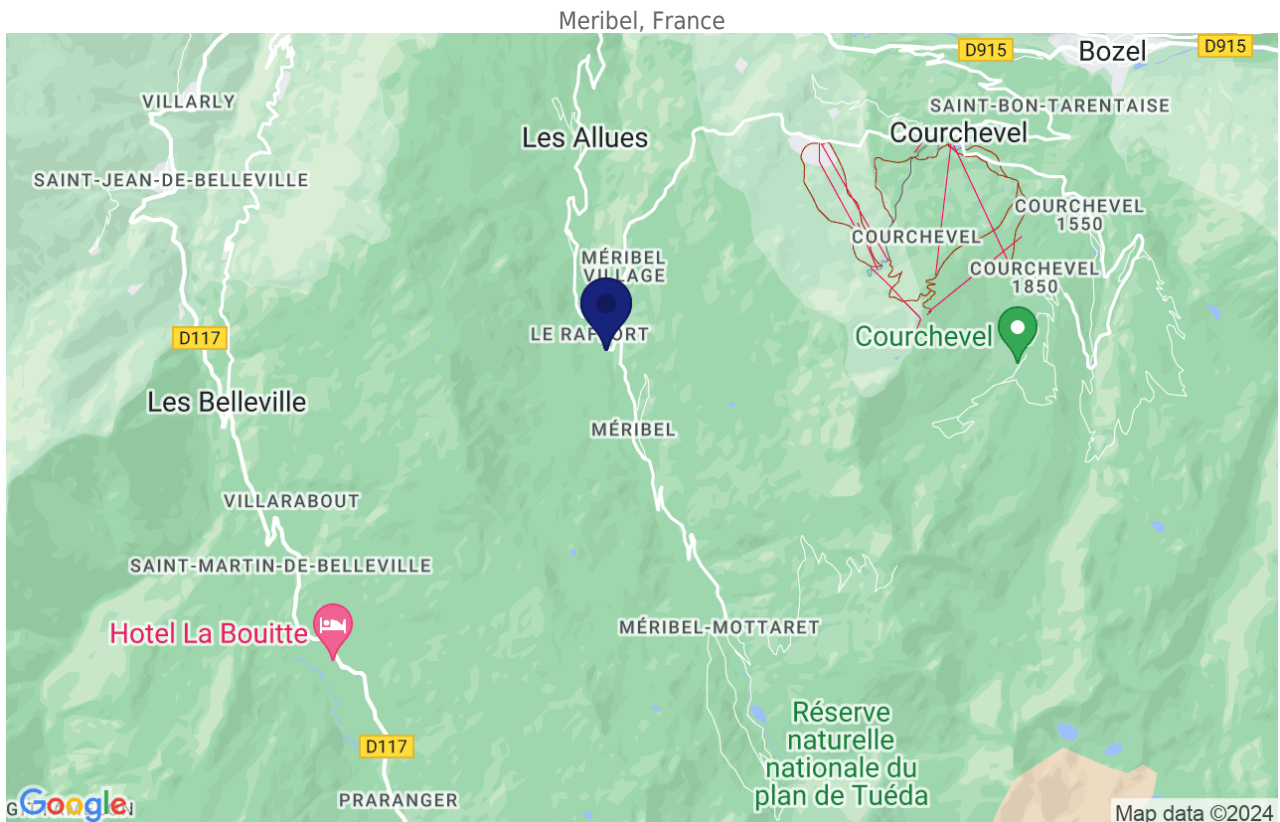 Meribel, France
D915
Bozel
D915
VILLARLY
SAINT-BON-TARENTAISE
Les Allues
Courchevel
SAINT-JEAN-DE-BELLEVILLE
COURCHEVEL
1550
COURCHEVEL
MÉRIBEL
VILLAGE
COURCHEVEL
1850
D117
LE
Courchevel
Les Belleville
MÉRIBEL
VILLARABOUT
SAINT-MARTIN-DE-BELLEVILLE
Hotel La Bouitte
MÉRIBEL-MOTTARET
Réserve
naturelle
nationale du
plan de Tuéda
D117
PRARANGER
Google
Map data ©2024